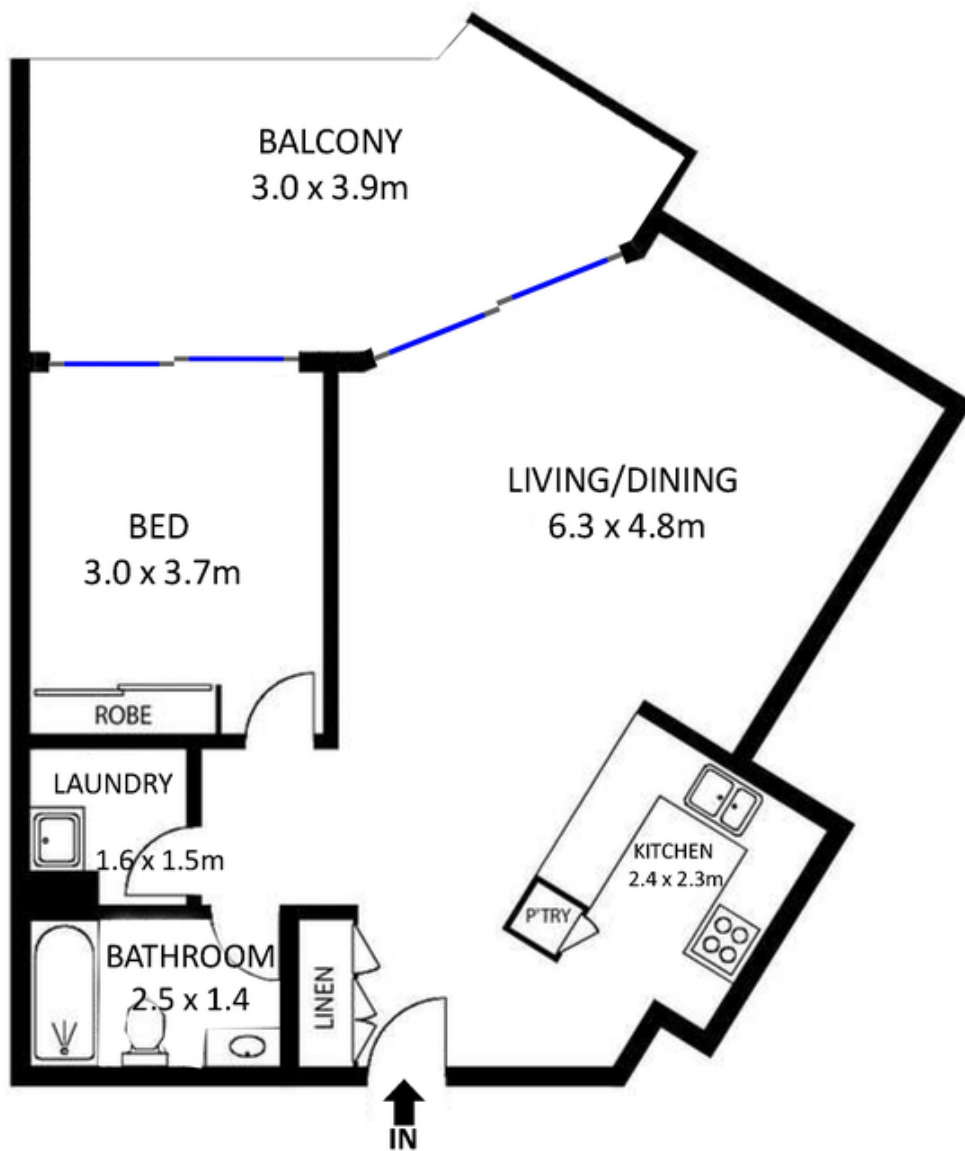 BALCONY
3.0 x 3.9m
LIVING/DINING
6.3 x 4.8m
BED
3.0 x 3.7m
ROBE
LAUNDRY
1.6 x 1.5m
KITCHEN
2.4 x 2.3m
P'TRY
BATHROOM
2.5 x 1.4
LINEN
IN